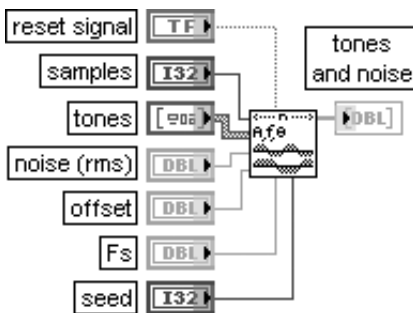 reset signal
TF
samples
I32
tones
tones
and noise
n
A,f,θ
[DBL]
noise (rms)
DBL
offset
DBL
Fs
DBL
seed
I32